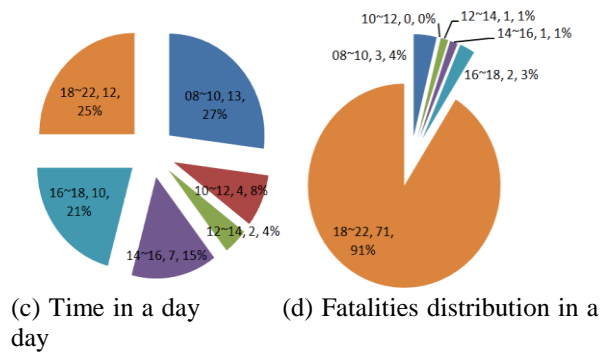 18~22, 12,
25%
08~10, 13,
27%
16~18, 10,
21%
10~12, 4, 8%
12~14, 2, 4%
14~16, 7, 15%
10~12, 0, 0%
12~14, 1, 1%
14~16, 1, 1%
08~10, 3, 4%
16~18, 2, 3%
18~22, 71,
91%
(c) Time in a day (d) Fatalities distribution in a
day